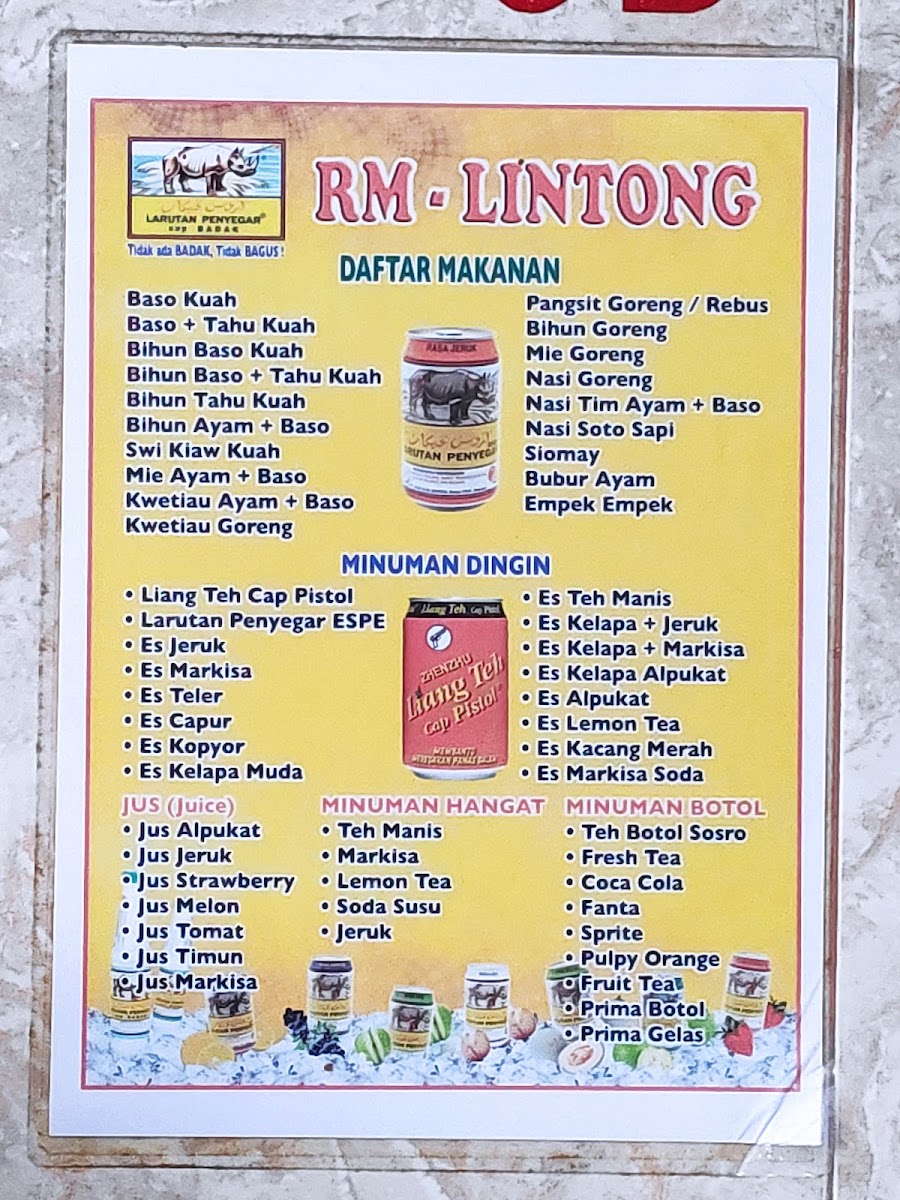 LARUTAN PENYEGAR®
cap BADAK
Tidak ada BADAK, Tidak BAGUS!
RM - LINTONG
DAFTAR MAKANAN
Baso Kuah
Baso + Tahu Kuah
Bihun Baso Kuah
Bihun Baso + Tahu Kuah
Bihun Tahu Kuah
Bihun Ayam + Baso
Swi Kiaw Kuah
Mie Ayam + Baso
Kwetiau Ayam + Baso
Kwetiau Goreng
Pangsit Goreng / Rebus
Bihun Goreng
Mie Goreng
Nasi Goreng
Nasi Tim Ayam + Baso
Nasi Soto Sapi
Siomay
Bubur Ayam
Empek Empek
RASA JERUK
LARUTAN PENYEGAR
MINUMAN DINGIN
• Liang Teh Cap Pistol
• Larutan Penyegar ESPE
• Es Jeruk
• Es Markisa
• Es Teler
• Es Capur
• Es Kopyor
• Es Kelapa Muda
Liang Teh Cap Pistol
ZHENZHU
Liang Teh
Cap Pistol
MEMBANTU
MEREDAKAN PANAS DALAM
• Es Teh Manis
• Es Kelapa + Jeruk
• Es Kelapa + Markisa
• Es Kelapa Alpukat
• Es Alpukat
• Es Lemon Tea
• Es Kacang Merah
• Es Markisa Soda
JUS (Juice)
• Jus Alpukat
• Jus Jeruk
• Jus Strawberry
• Jus Melon
• Jus Tomat
• Jus Timun
• Jus Markisa
MINUMAN HANGAT
• Teh Manis
• Markisa
• Lemon Tea
• Soda Susu
• Jeruk
MINUMAN BOTOL
• Teh Botol Sosro
• Fresh Tea
• Coca Cola
• Fanta
• Sprite
• Pulpy Orange
• Fruit Tea
• Prima Botol
• Prima Gelas